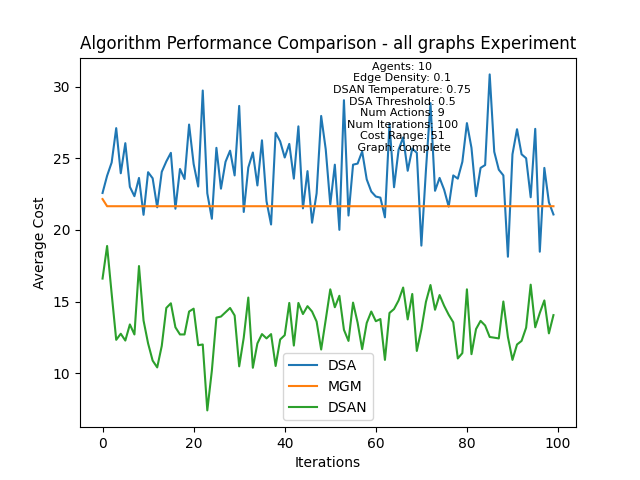 Algorithm Performance Comparison - all graphs Experiment
Agents: 10
Edge Density: 0.1
DSAN Temperature: 0.75
DSA Threshold: 0.5
Num Actions: 9
Num Iterations: 100
Cost Range: 51
Graph: complete
30
25
20
15
10
Average Cost
DSA
MGM
DSAN
0
20
40
60
80
100
Iterations